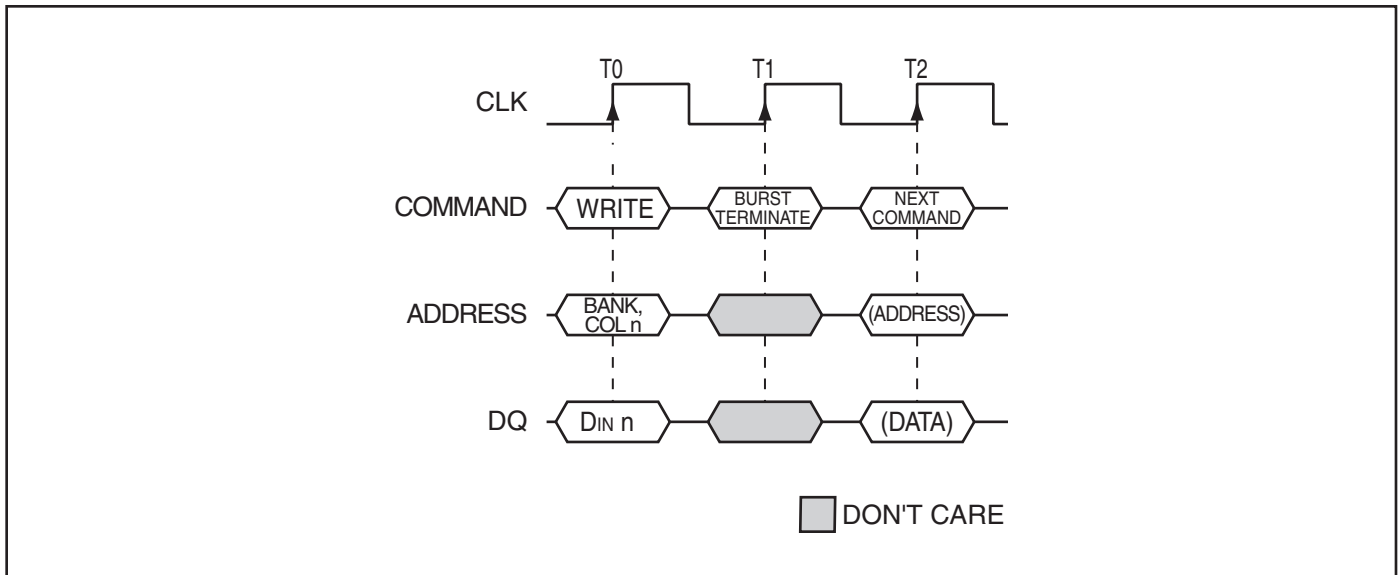 T0 T1 T2
CLK
COMMAND WRITE BURST TERMINATE NEXT COMMAND
ADDRESS BANK, COL n (ADDRESS)
DQ DIN n (DATA)
DON'T CARE